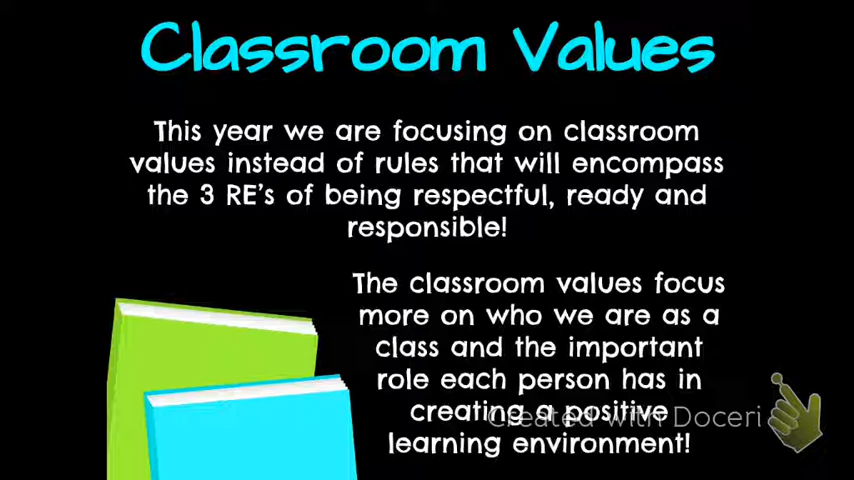 Classroom Values
This year we are focusing on classroom
values instead of rules that will encompass
the 3 RE's of being respectful, ready and
responsible!
The classroom values focus
more on who we are as a
class and the important
role each person has in
creating a positive
Created with Doceri
learning environment!